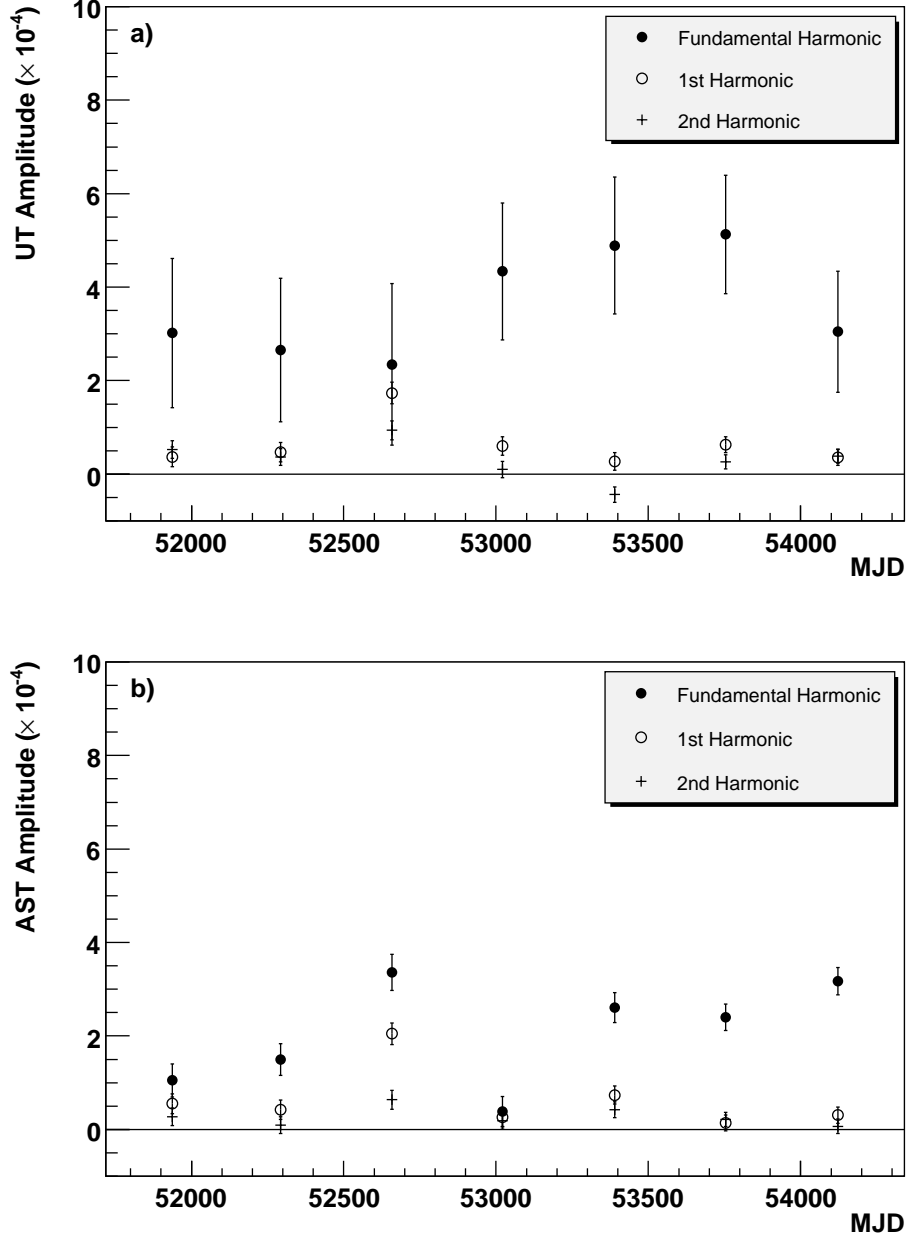 a)
UT Amplitude (× 10⁻⁴)
10
8
6
4
2
0
Fundamental Harmonic
1st Harmonic
2nd Harmonic
52000 52500 53000 53500 54000
MJD
b)
AST Amplitude (× 10⁻⁴)
10
8
6
4
2
0
Fundamental Harmonic
1st Harmonic
2nd Harmonic
52000 52500 53000 53500 54000
MJD